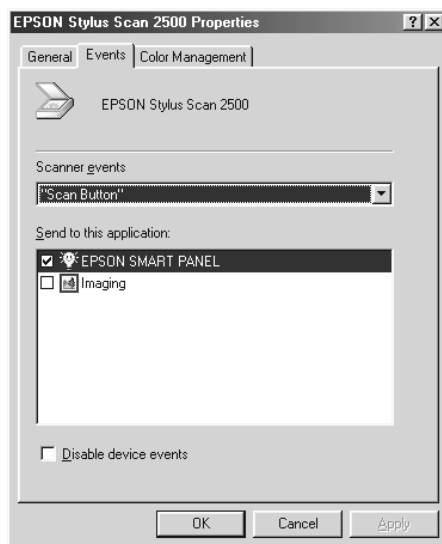 EPSON Stylus Scan 2500 Properties ? X
General Events Color Management
EPSON Stylus Scan 2500
Scanner events
"Scan Button"
Send to this application:
EPSON SMART PANEL
Imaging
Disable device events
OK Cancel Apply